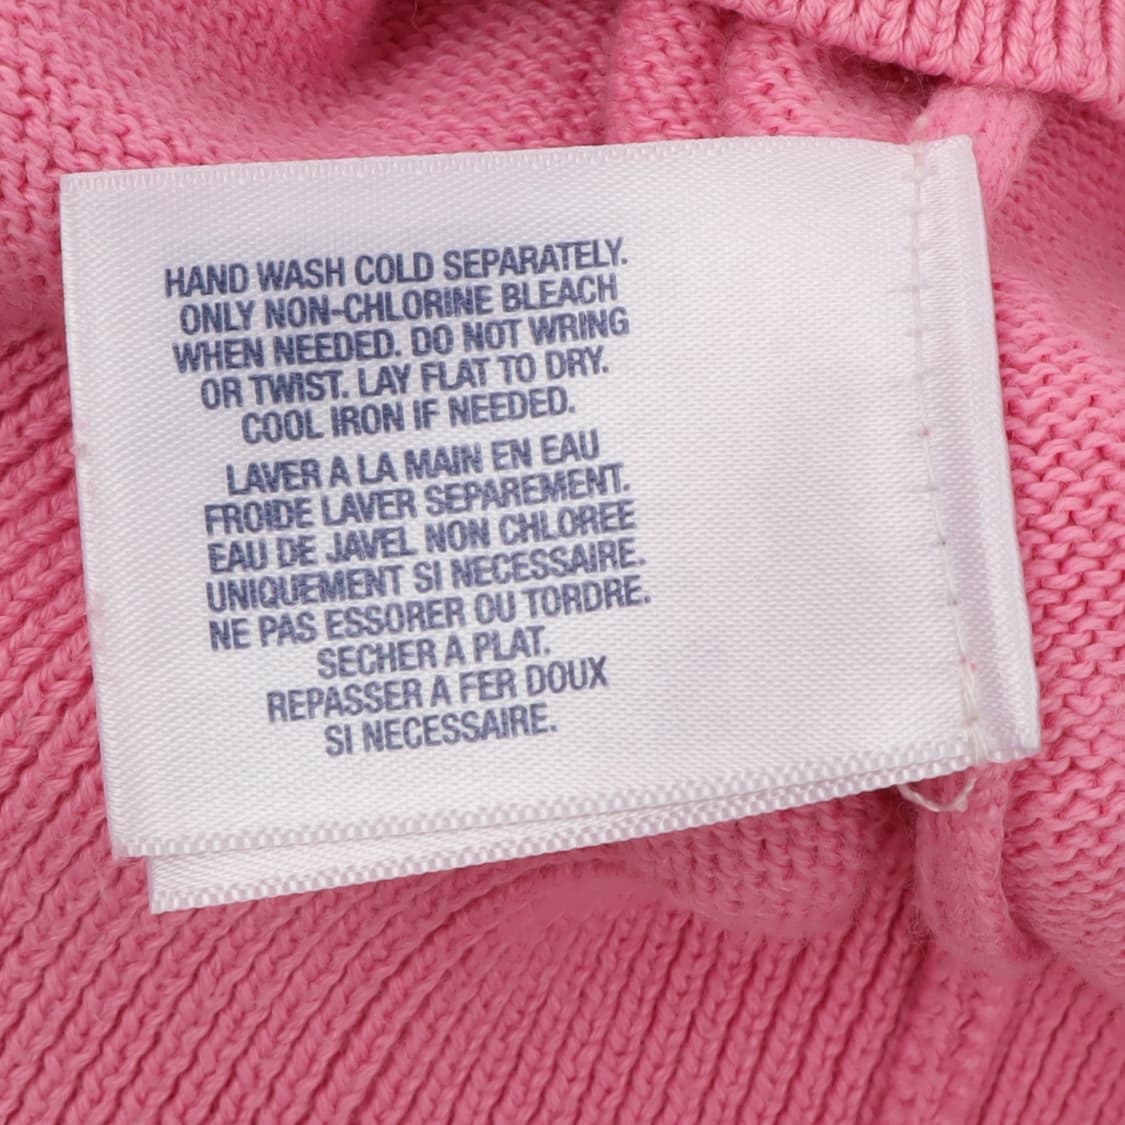 HAND WASH COLD SEPARATELY.
ONLY NON-CHLORINE BLEACH
WHEN NEEDED. DO NOT WRING
OR TWIST. LAY FLAT TO DRY.
COOL IRON IF NEEDED.
LAVER A LA MAIN EN EAU
FROIDE LAVER SEPAREMENT.
EAU DE JAVEL NON CHLOREE
UNIQUEMENT SI NECESSAIRE.
NE PAS ESSORER OU TORDRE.
SECHER A PLAT.
REPASSER A FER DOUX
SI NECESSAIRE.